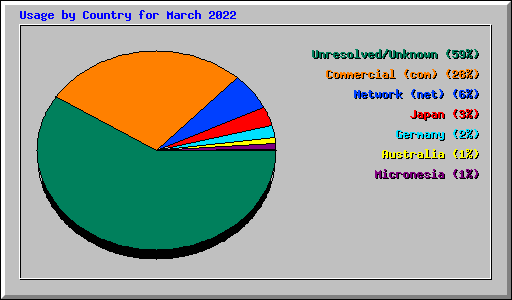 Usage by Country for March 2022
Unresolved/Unknown (59%)
Commercial (com) (26%)
Network (net) (6%)
Japan (3%)
Germany (2%)
Australia (1%)
Micronesia (1%)